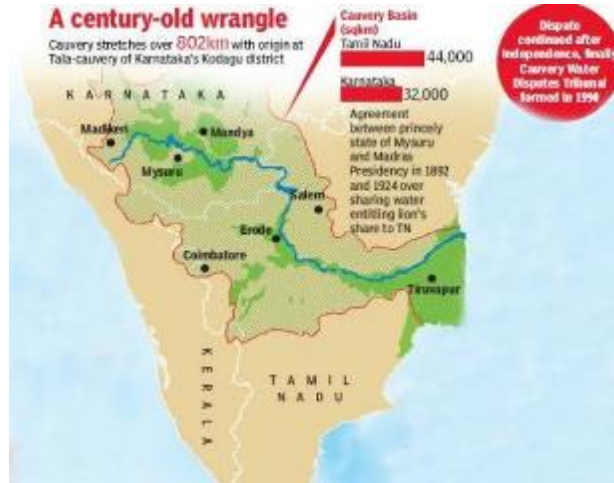 A century-old wrangle
Cauvery stretches over 802km with origin at
Tala-cauvery of Karnataka's Kodagu district
Cauvery Basin
(sqkm)
Tamil Nadu
44,000
Karnataka
32,000
Agreement
between princely
state of Mysuru
and Madras
Presidency in 1892
and 1924 over
sharing water
entitling lion's
share to TN
Dispute
continued after
independence, finally
Cauvery Water
Disputes Tribunal
formed in 1990
KARNATAKA
Madikeri
Mandya
Mysuru
Salem
Erode
Coimbatore
Tiruvarur
KERALA
TAMIL
NADU